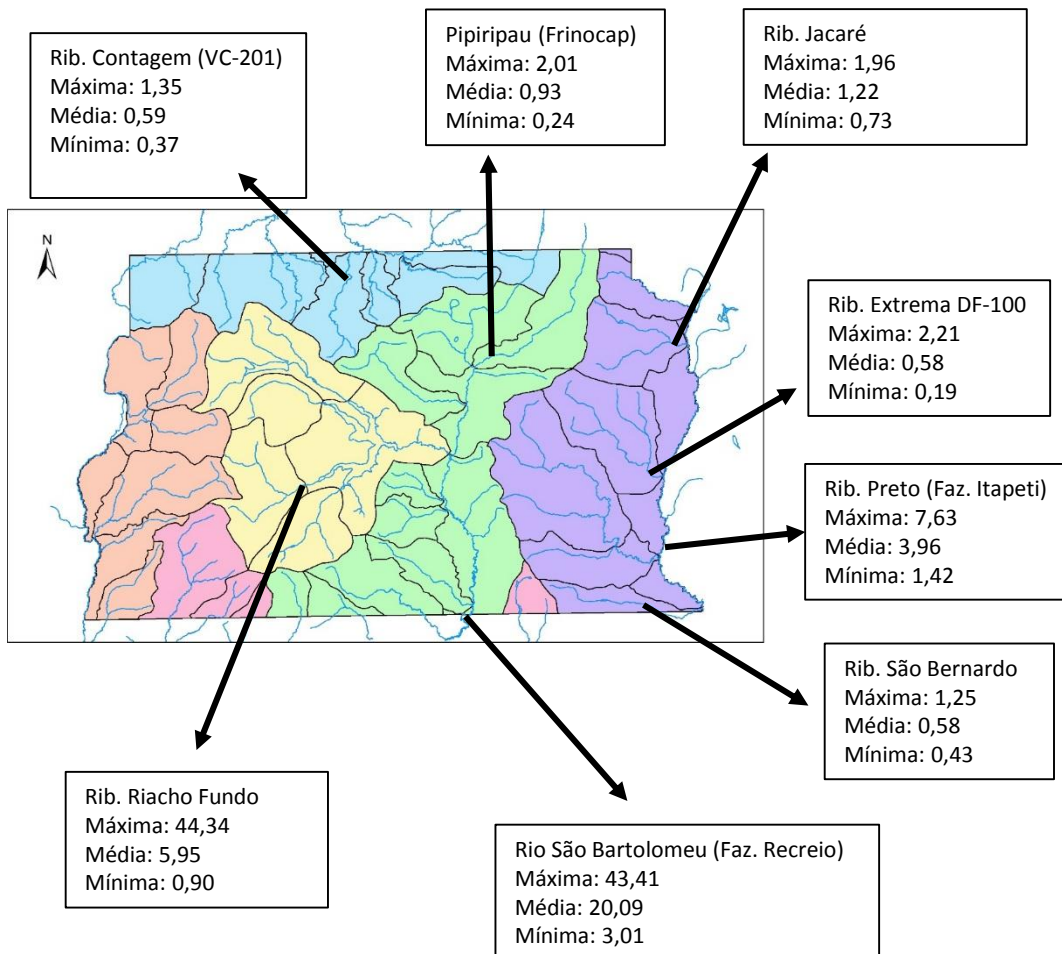 Rib. Contagem (VC-201)
Máxima: 1,35
Média: 0,59
Mínima: 0,37
Pipiripau (Frinocap)
Máxima: 2,01
Média: 0,93
Mínima: 0,24
Rib. Jacaré
Máxima: 1,96
Média: 1,22
Mínima: 0,73
N
Rib. Extrema DF-100
Máxima: 2,21
Média: 0,58
Mínima: 0,19
Rib. Preto (Faz. Itapeti)
Máxima: 7,63
Média: 3,96
Mínima: 1,42
Rib. São Bernardo
Máxima: 1,25
Média: 0,58
Mínima: 0,43
Rib. Riacho Fundo
Máxima: 44,34
Média: 5,95
Mínima: 0,90
Rio São Bartolomeu (Faz. Recreio)
Máxima: 43,41
Média: 20,09
Mínima: 3,01